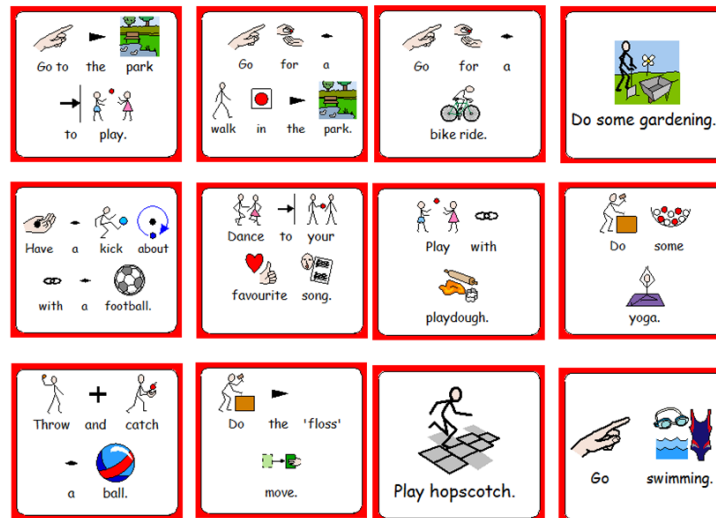 Go to the park
to play.
Go for a
walk in the park.
Go for a
bike ride.
Do some gardening.
Have a kick about
with a football.
Dance to your
favourite song.
Play with
playdough.
Do some
yoga.
Throw and catch
a ball.
Do the 'floss'
move.
Play hopscotch.
Go swimming.